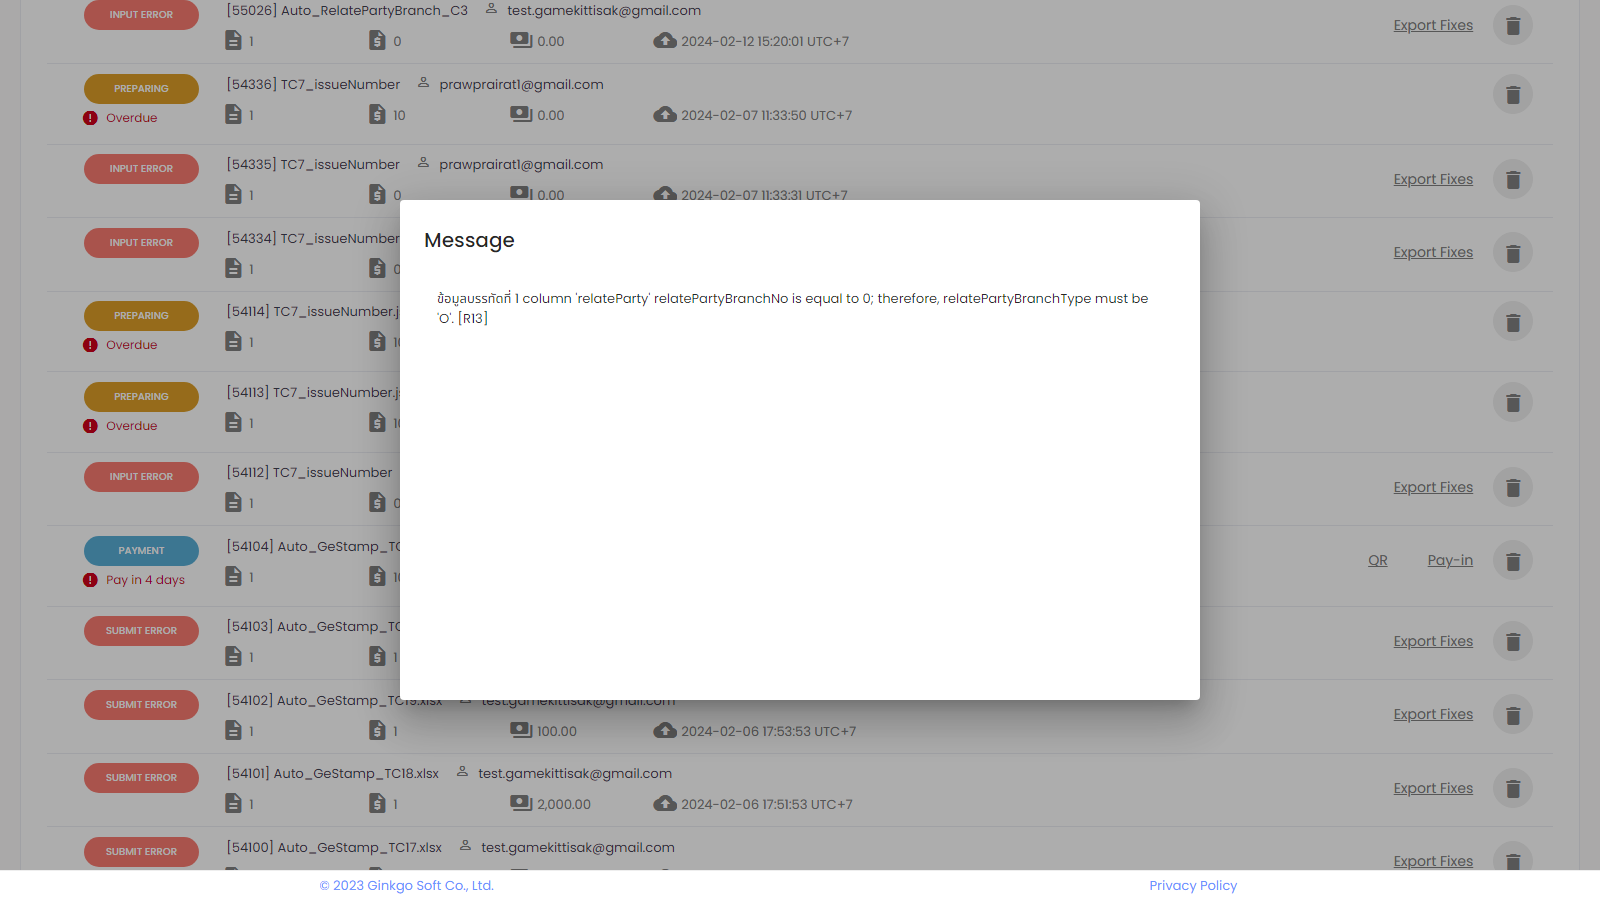 INPUT ERROR [55026] Auto_RelatePartyBranch_C3 test.gamekittisak@gmail.com
1 0 0.00 2024-02-12 15:20:01 UTC+7 Export Fixes
PREPARING [54336] TC7_issueNumber prawprairat1@gmail.com
Overdue 1 10 0.00 2024-02-07 11:33:50 UTC+7
INPUT ERROR [54335] TC7_issueNumber prawprairat1@gmail.com
1 0 0.00 2024-02-07 11:33:31 UTC+7 Export Fixes
Message
ข้อมูลบรรทัดที่ 1 column 'relateParty' relatePartyBranchNo is equal to 0; therefore, relatePartyBranchType must be
'O'. [R13]
INPUT ERROR [54334] TC7_issueNumber
1 0 Export Fixes
PREPARING [54114] TC7_issueNumber.j
Overdue 1
PREPARING [54113] TC7_issueNumber.j
Overdue 1
INPUT ERROR [54112] TC7_issueNumber
1 0 Export Fixes
PAYMENT [54104] Auto_GeStamp_TC QR Pay-in
Pay in 4 days 1
SUBMIT ERROR [54103] Auto_GeStamp_TC
1 1 Export Fixes
SUBMIT ERROR [54102] Auto_GeStamp_TC19.xlsx test.gamekittisak@gmail.com
1 1 100.00 2024-02-06 17:53:53 UTC+7 Export Fixes
SUBMIT ERROR [54101] Auto_GeStamp_TC18.xlsx test.gamekittisak@gmail.com
1 1 2,000.00 2024-02-06 17:51:53 UTC+7 Export Fixes
SUBMIT ERROR [54100] Auto_GeStamp_TC17.xlsx test.gamekittisak@gmail.com
Export Fixes
© 2023 Ginkgo Soft Co., Ltd. Privacy Policy